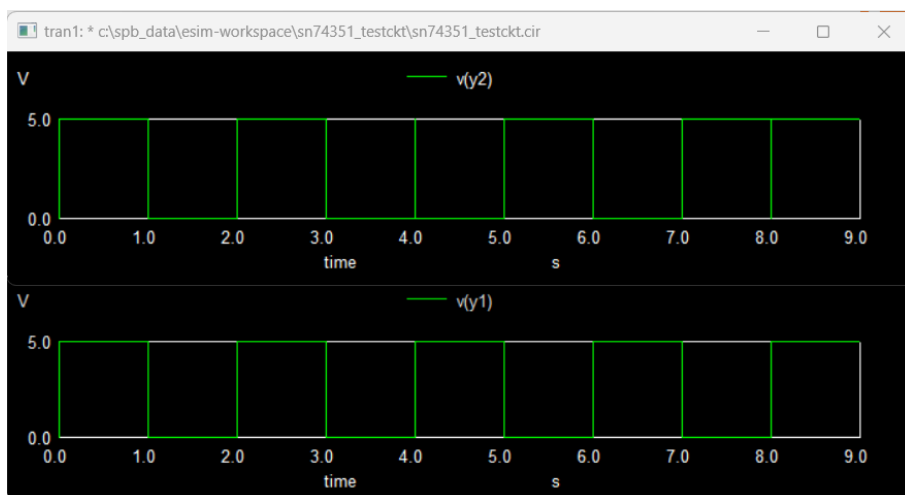 tran1: * c:\spb_data\esim-workspace\sn74351_testckt\sn74351_testckt.cir
V
v(y2)
5.0
0.0
0.0 1.0 2.0 3.0 4.0 5.0 6.0 7.0 8.0 9.0
time s
V
v(y1)
5.0
0.0
0.0 1.0 2.0 3.0 4.0 5.0 6.0 7.0 8.0 9.0
time s